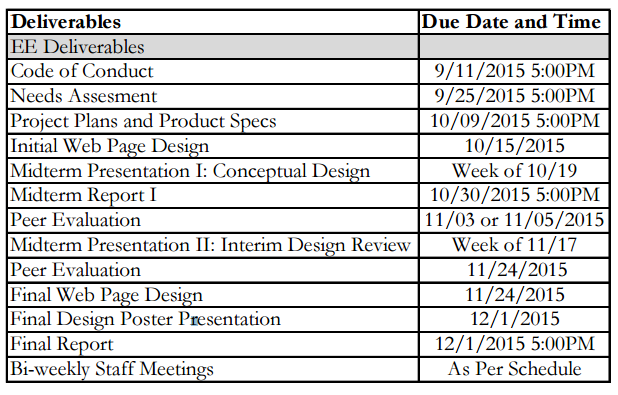 Deliverables Due Date and Time
EE Deliverables
Code of Conduct 9/11/2015 5:00PM
Needs Assesment 9/25/2015 5:00PM
Project Plans and Product Specs 10/09/2015 5:00PM
Initial Web Page Design 10/15/2015
Midterm Presentation I: Conceptual Design Week of 10/19
Midterm Report I 10/30/2015 5:00PM
Peer Evaluation 11/03 or 11/05/2015
Midterm Presentation II: Interim Design Review Week of 11/17
Peer Evaluation 11/24/2015
Final Web Page Design 11/24/2015
Final Design Poster Presentation 12/1/2015
Final Report 12/1/2015 5:00PM
Bi-weekly Staff Meetings As Per Schedule